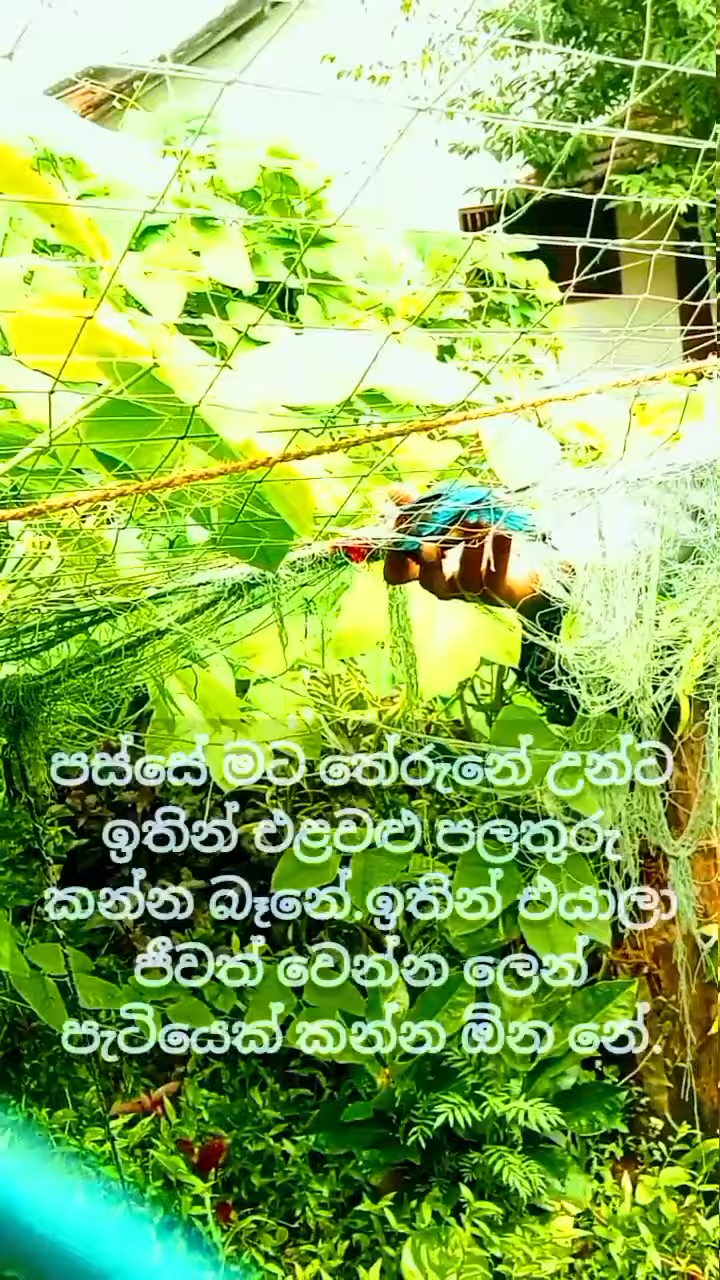 පස්සේ මට තේරුනේ උන්ට
ඉතින් එළවළු පලතුරු
කන්න බෑනේ.ඉතින් එයාලා
ජීවත් වෙන්න ලෙන්
පැටියෙක් කන්න ඕන නේ.